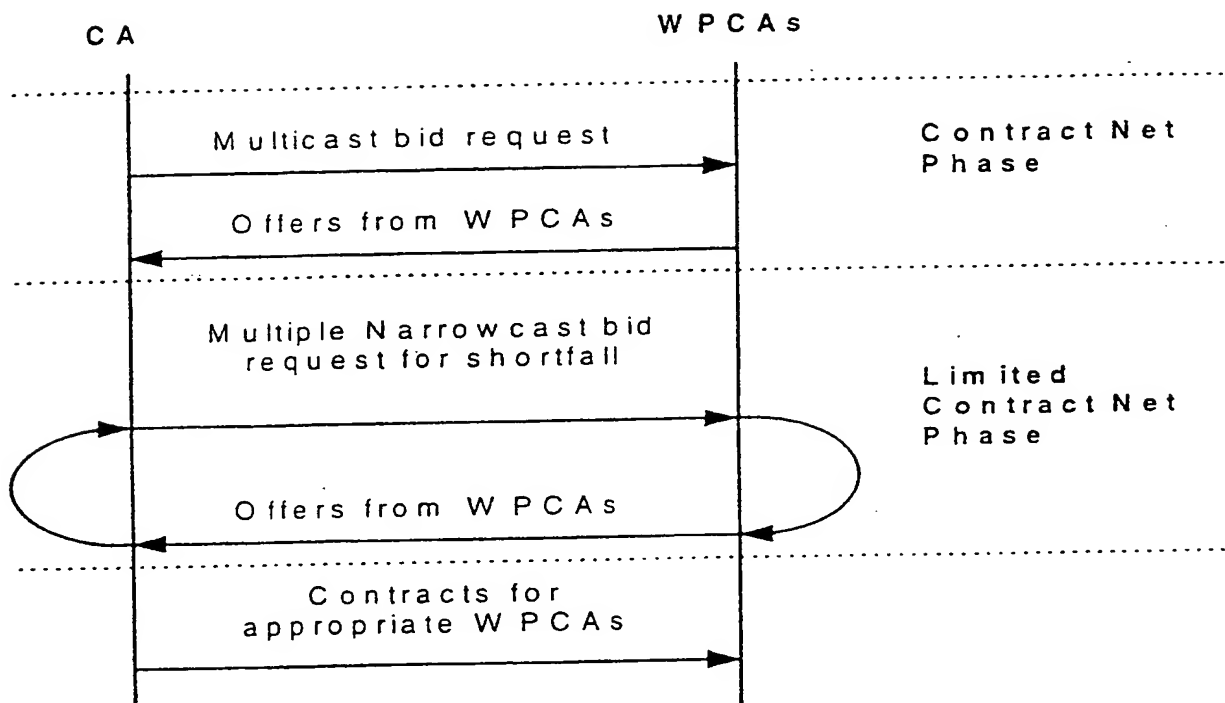 CA
WPCAs
Multicast bid request
Contract Net
Phase
Offers from WPCAs
Multiple Narrowcast bid
request for shortfall
Limited
Contract Net
Phase
Offers from WPCAs
Contracts for
appropriate WPCAs